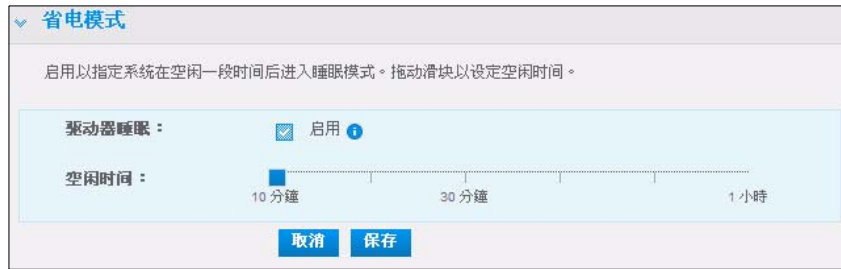 省电模式
启用以指定系统在空闲一段时间后进入睡眠模式。拖动滑块以设定空闲时间。
驱动器睡眠： 启用
空闲时间：
10 分鐘 30 分鐘 1 小時
取消 保存